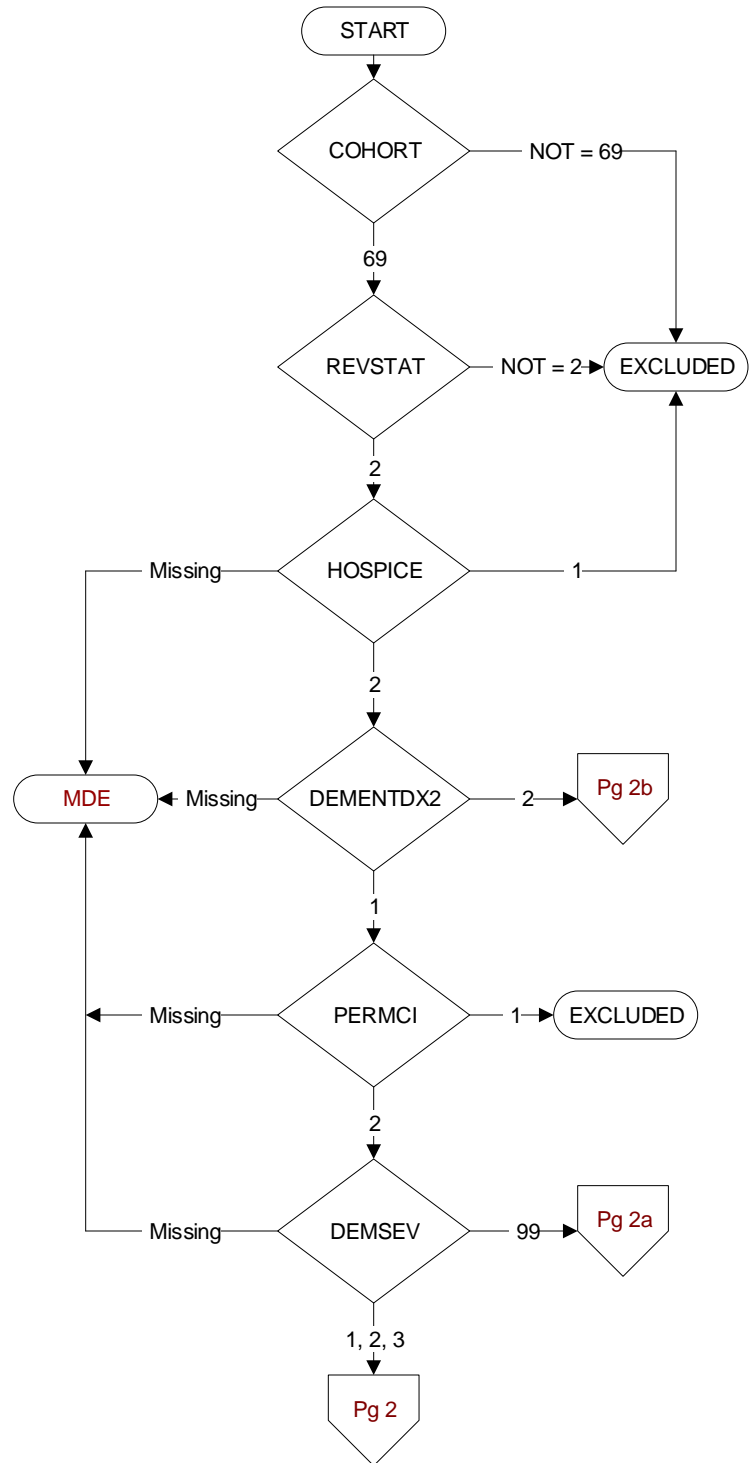 START
COHORT
NOT = 69
69
REVSTAT
NOT = 2
EXCLUDED
2
Missing
HOSPICE
1
2
MDE
Missing
DEMENTDX2
2
Pg 2b
1
Missing
PERMCI
1
EXCLUDED
2
Missing
DEMSEV
99
Pg 2a
1, 2, 3
Pg 2